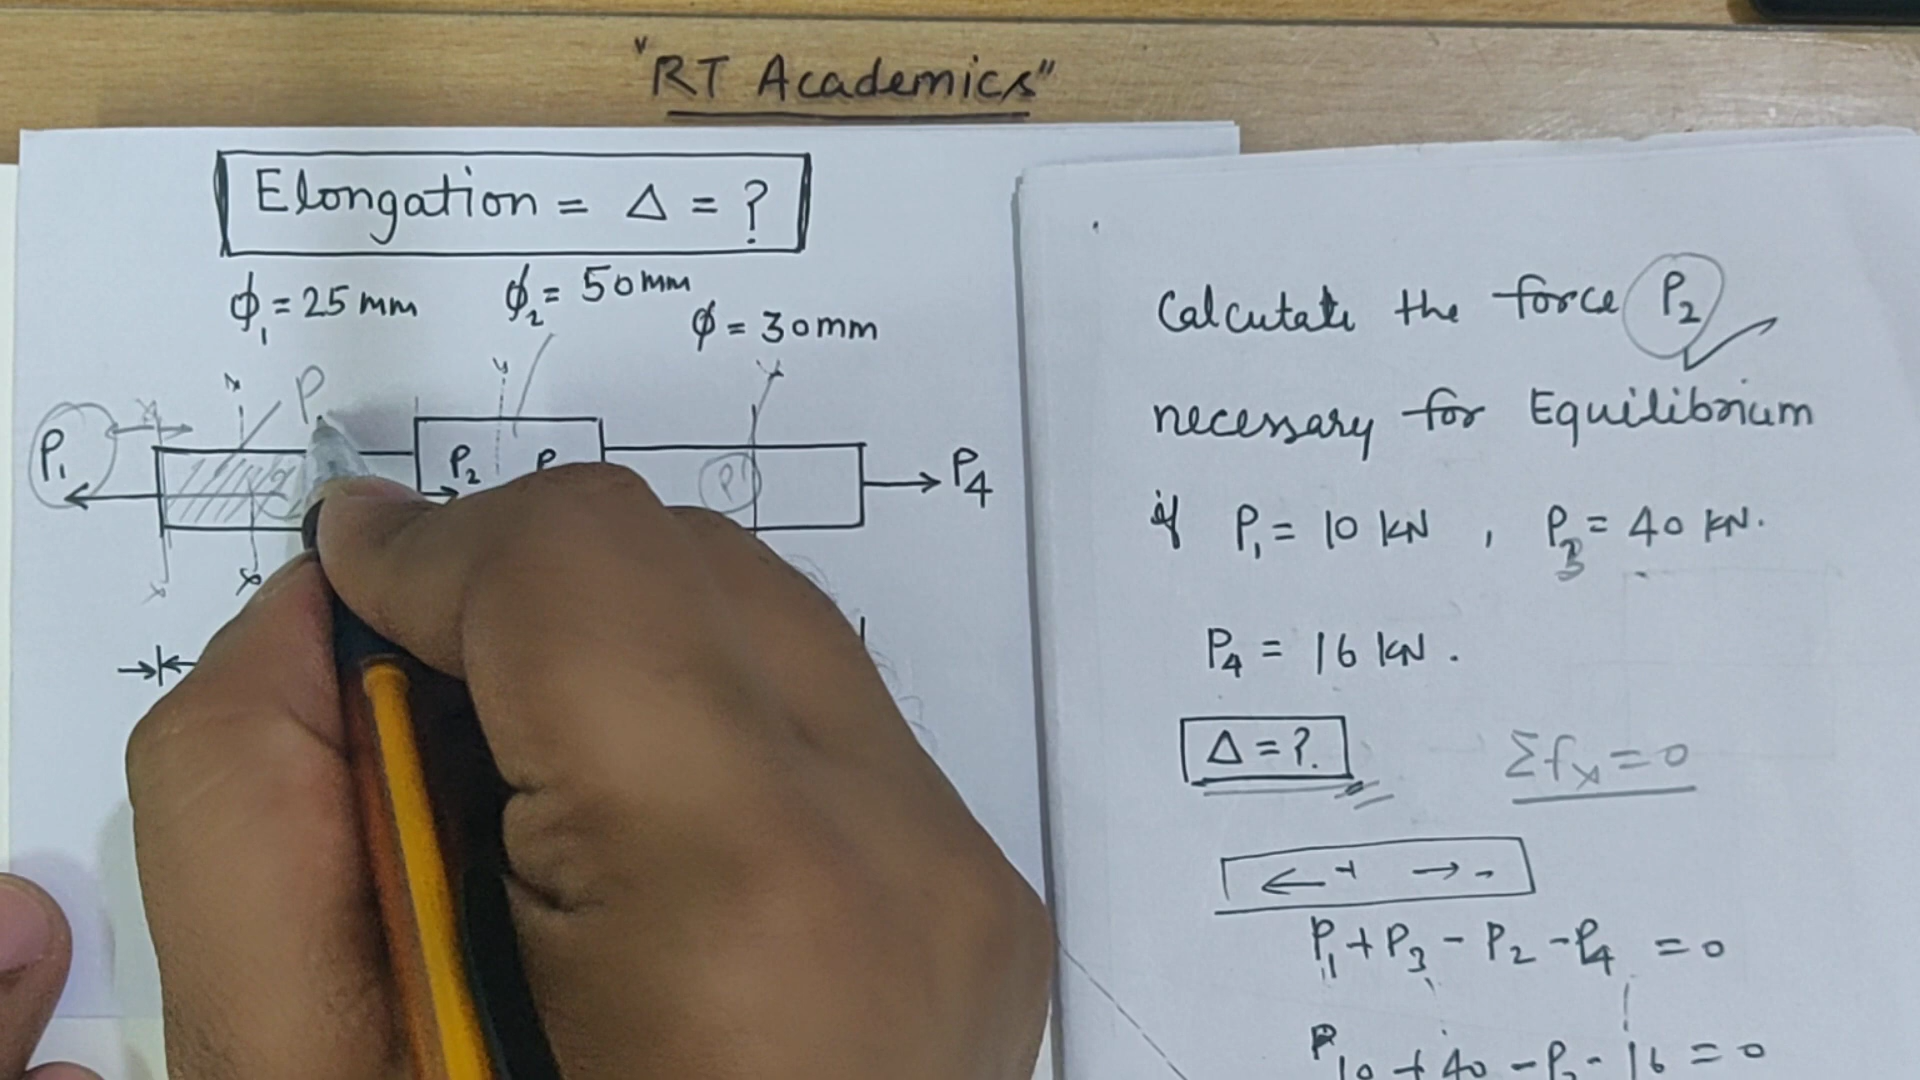 "RT Academics"
Elongation = Δ = ?
ϕ₁ = 25 mm
ϕ₂ = 50 mm
ϕ = 30 mm
P
P₁
P₂
P
P₄
Calcutate the force P₂
necessary for Equilibrium
if P₁ = 10 kN , P₃ = 40 kN.
P₄ = 16 kN .
Δ = ?.
Σfx = 0
← + → -
P₁ + P₃ - P₂ - P₄ = 0
10 + 40 - P₂ - 16 = 0